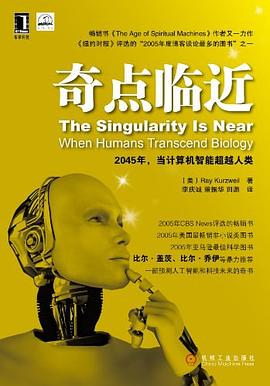 畅销书《The Age of Spiritual Machines》作者又一力作
《纽约时报》评选的“2005年度博客谈论最多的图书”之一
奇点临近
The Singularity Is Near
When Humans Transcend Biology
2045年，当计算机智能超越人类
（美）Ray Kurzweil 著
李庆诚 董振华 田源 译
2005年CBS News评选的畅销书
2005年美国最畅销非小说类图书
2005年亚马逊最佳科学图书
比尔·盖茨、比尔·乔伊等鼎力推荐
一部预测人工智能和科技未来的奇书
机械工业出版社
China Machine Press